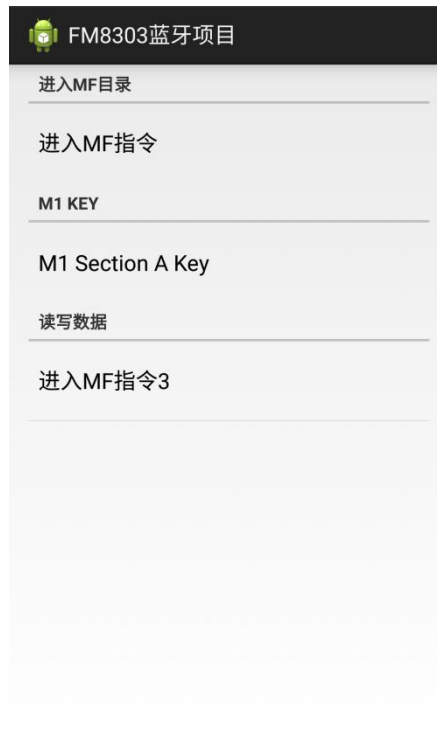 FM8303蓝牙项目
进入MF目录
进入MF指令
M1 KEY
M1 Section A Key
读写数据
进入MF指令3